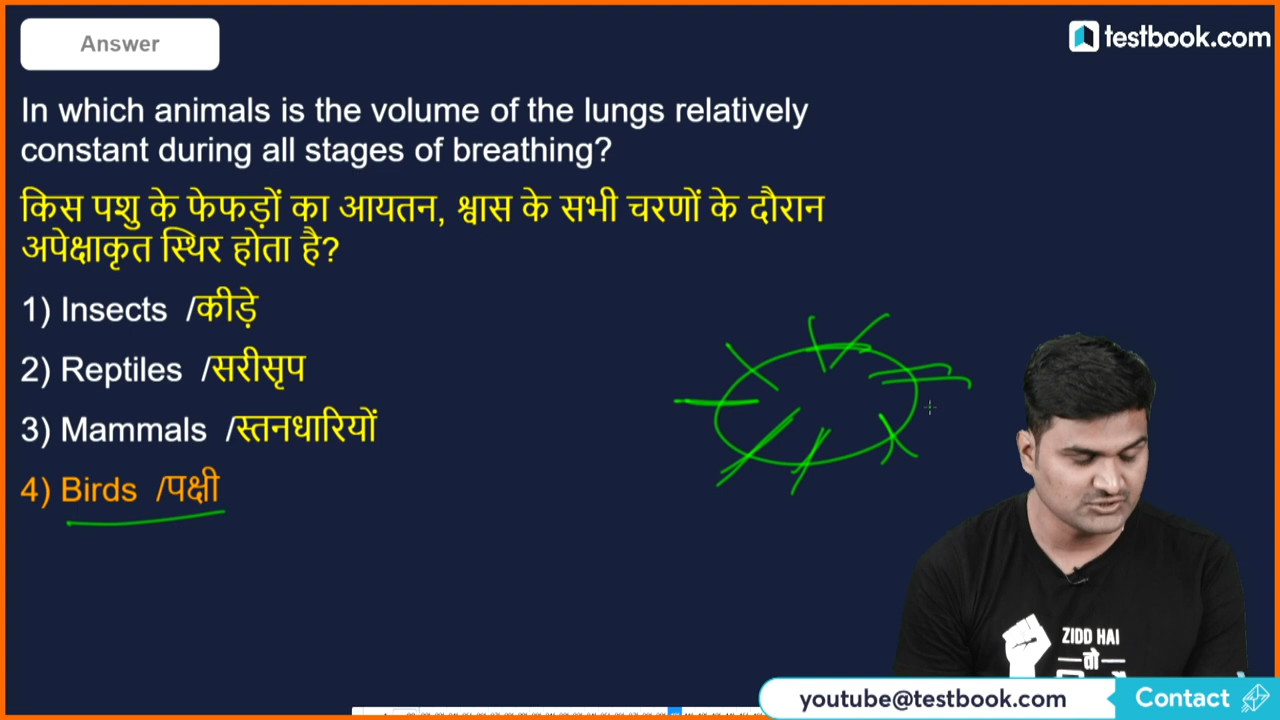 Answer
testbook.com
In which animals is the volume of the lungs relatively
constant during all stages of breathing?
किस पशु के फेफड़ों का आयतन, श्वास के सभी चरणों के दौरान
अपेक्षाकृत स्थिर होता है?
1) Insects /कीड़े
2) Reptiles /सरीसृप
3) Mammals /स्तनधारियों
4) Birds /पक्षी
ZIDD HAI
तो
youtube@testbook.com
Contact